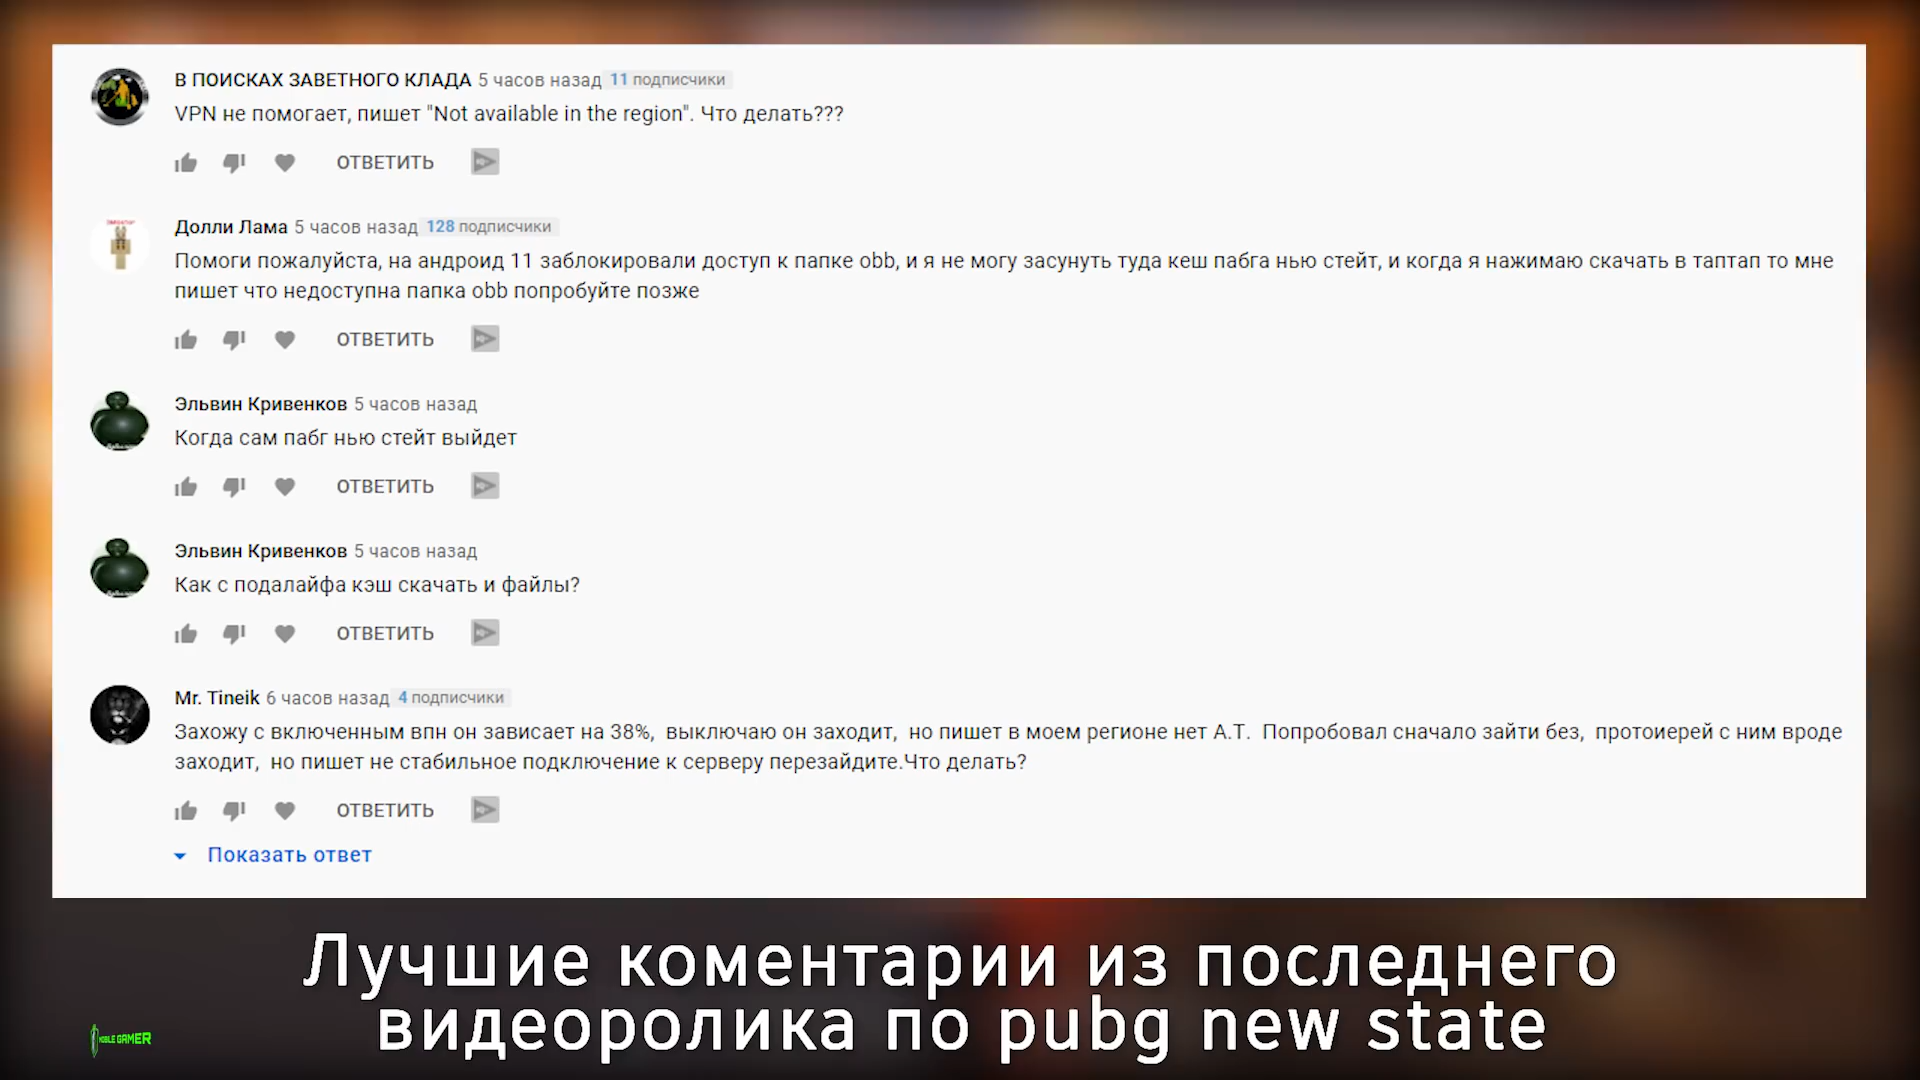 В ПОИСКАХ ЗАВЕТНОГО КЛАДА 5 часов назад 11 подписчики
VPN не помогает, пишет "Not available in the region". Что делать???
ОТВЕТИТЬ
Долли Лама 5 часов назад 128 подписчики
Помоги пожалуйста, на андроид 11 заблокировали доступ к папке obb, и я не могу засунуть туда кеш пабга нью стейт, и когда я нажимаю скачать в таптап то мне
пишет что недоступна папка obb попробуйте позже
ОТВЕТИТЬ
Эльвин Кривенков 5 часов назад
Когда сам пабг нью стейт выйдет
ОТВЕТИТЬ
Эльвин Кривенков 5 часов назад
Как с подалайфа кэш скачать и файлы?
ОТВЕТИТЬ
Mr. Tineik 6 часов назад 4 подписчики
Захожу с включенным впн он зависает на 38%, выключаю он заходит, но пишет в моем регионе нет А.Т. Попробовал сначало зайти без, протоиерей с ним вроде
заходит, но пишет не стабильное подключение к серверу перезайдите.Что делать?
ОТВЕТИТЬ
Показать ответ
Лучшие коментарии из последнего
видеоролика по pubg new state